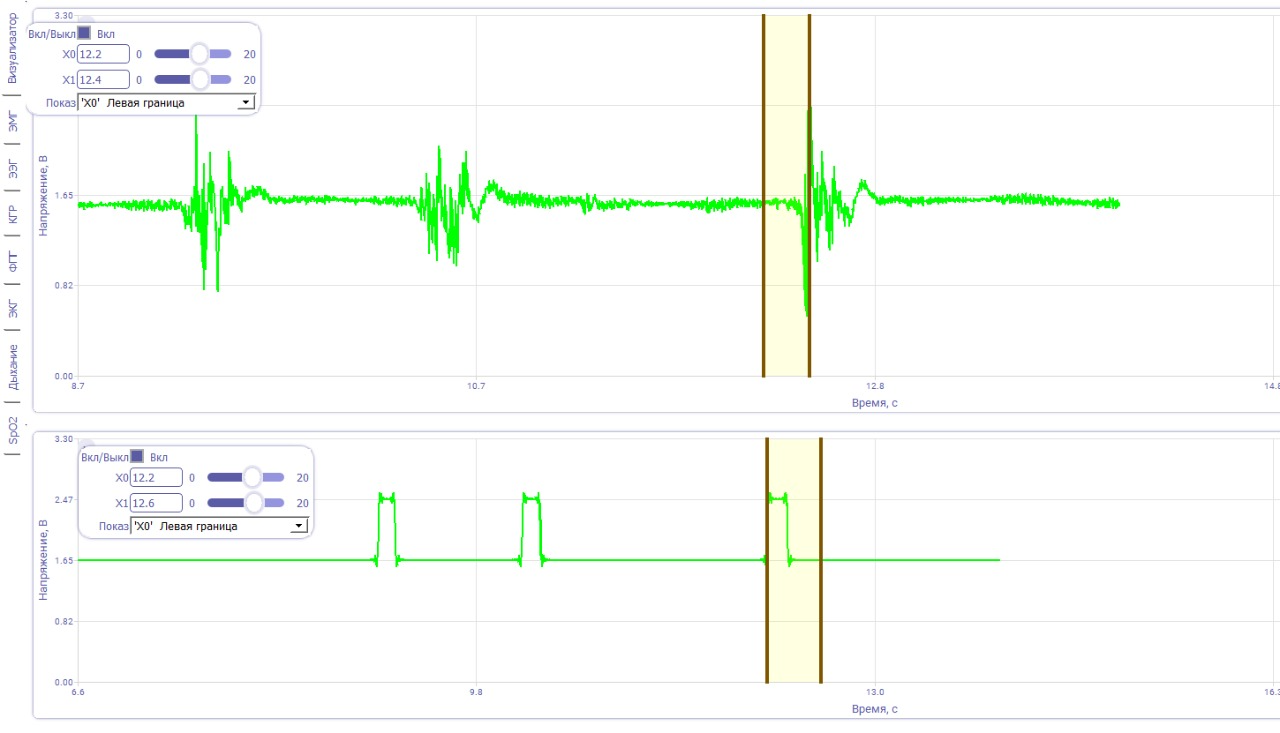 Визуализатор
ЭМГ
ЭЭГ
КГР
ФПГ
ЭКГ
Дыхание
SpO2
3.30
Вкл/Выкл Вкл
X0 12.2 0 20
X1 12.4 0 20
Показ 'X0' Левая граница
Напряжение, В
1.65
0.82
0.00
8.7 10.7 12.8 14.8
Время, с
3.30
Вкл/Выкл Вкл
X0 12.2 0 20
2.47
X1 12.6 0 20
Показ 'X0' Левая граница
Напряжение, В
1.65
0.82
0.00
6.6 9.8 13.0 16.3
Время, с